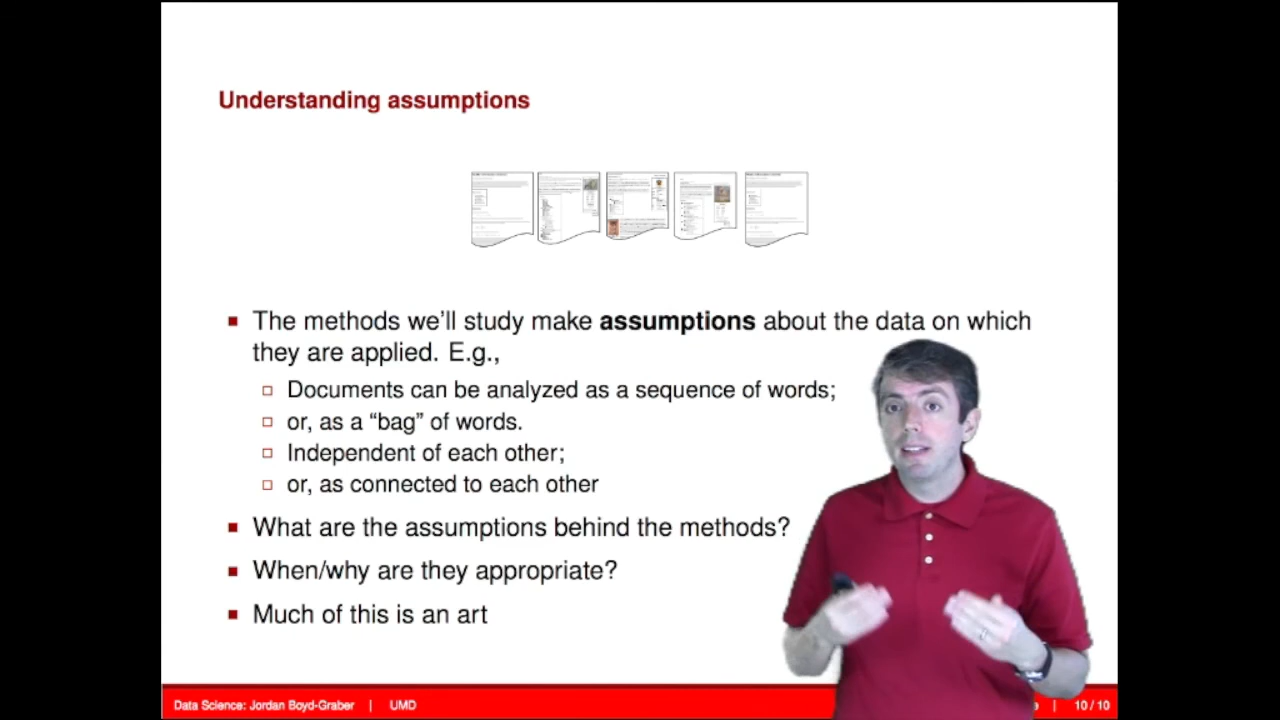 Understanding assumptions
The methods we'll study make assumptions about the data on which
they are applied. E.g.,
Documents can be analyzed as a sequence of words;
or, as a “bag” of words.
Independent of each other;
or, as connected to each other
What are the assumptions behind the methods?
When/why are they appropriate?
Much of this is an art
Data Science: Jordan Boyd-Graber | UMD | 10 / 10